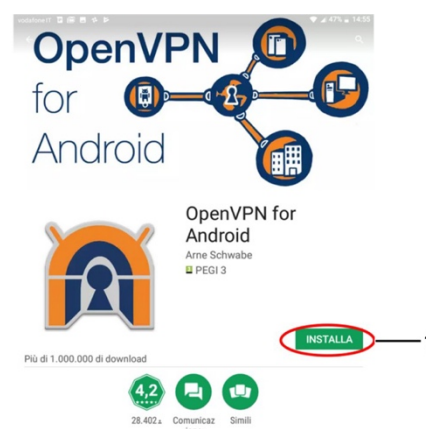 vodafone IT
47% 14:55
OpenVPN
for
Android
OpenVPN for
Android
Arne Schwabe
PEGI 3
INSTALLA
Più di 1.000.000 di download
4,2
28.402
Comunicaz
Simili